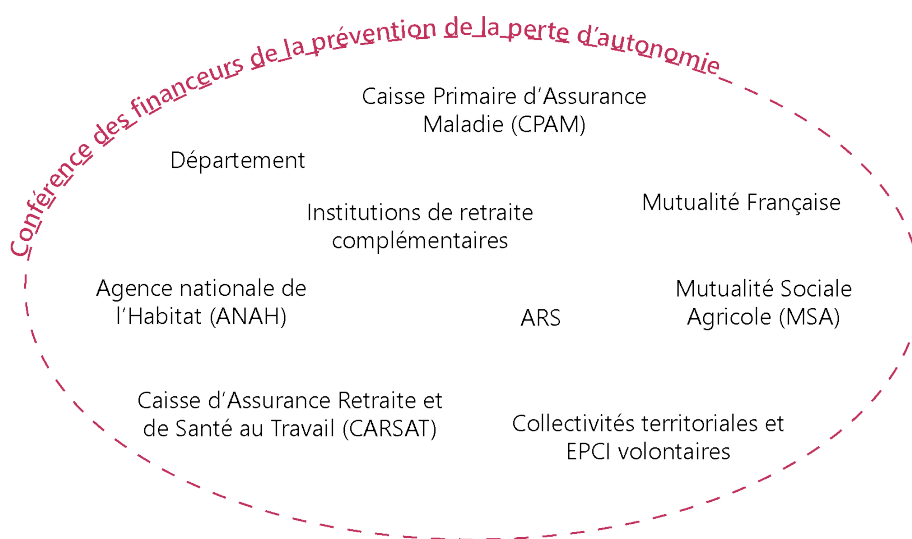 Conférence des financeurs de la prévention de la perte d'autonomie
Caisse Primaire d'Assurance
Maladie (CPAM)
Département
Mutualité Française
Institutions de retraite
complémentaires
Agence nationale de
l'Habitat (ANAH)
ARS
Mutualité Sociale
Agricole (MSA)
Caisse d'Assurance Retraite et
de Santé au Travail (CARSAT)
Collectivités territoriales et
EPCI volontaires